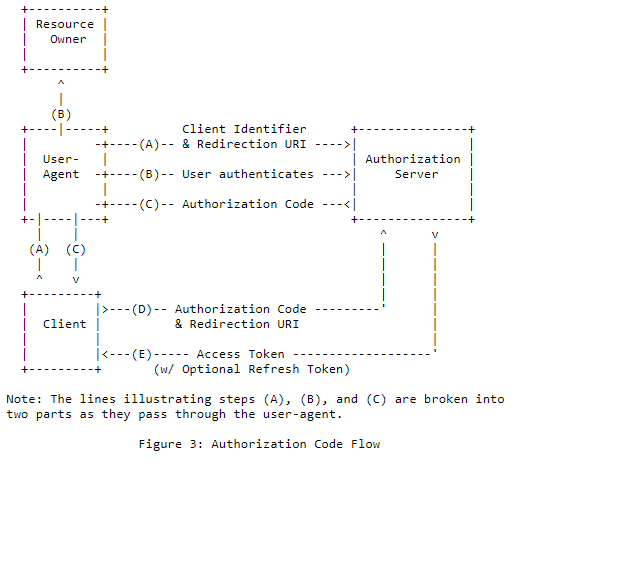 +----------+
| Resource |
|   Owner  |
|          |
+----------+
     ^
     |
    (B)
+----|-----+          Client Identifier      +---------------+
|         -+----(A)-- & Redirection URI ---->|               |
|  User-   |                                 | Authorization |
|  Agent  -+----(B)-- User authenticates --->|     Server    |
|          |                                 |               |
|         -+----(C)-- Authorization Code ---<|               |
+-|----|---+                                 +---------------+
  |    |                                         ^      v
 (A)  (C)                                        |      |
  |    |                                         |      |
  ^    v                                         |      |
+---------+                                      |      |
|         |>---(D)-- Authorization Code ---------'      |
|  Client |          & Redirection URI                  |
|         |                                             |
|         |<---(E)----- Access Token -------------------'
+---------+       (w/ Optional Refresh Token)
Note: The lines illustrating steps (A), (B), and (C) are broken into
two parts as they pass through the user-agent.
Figure 3: Authorization Code Flow